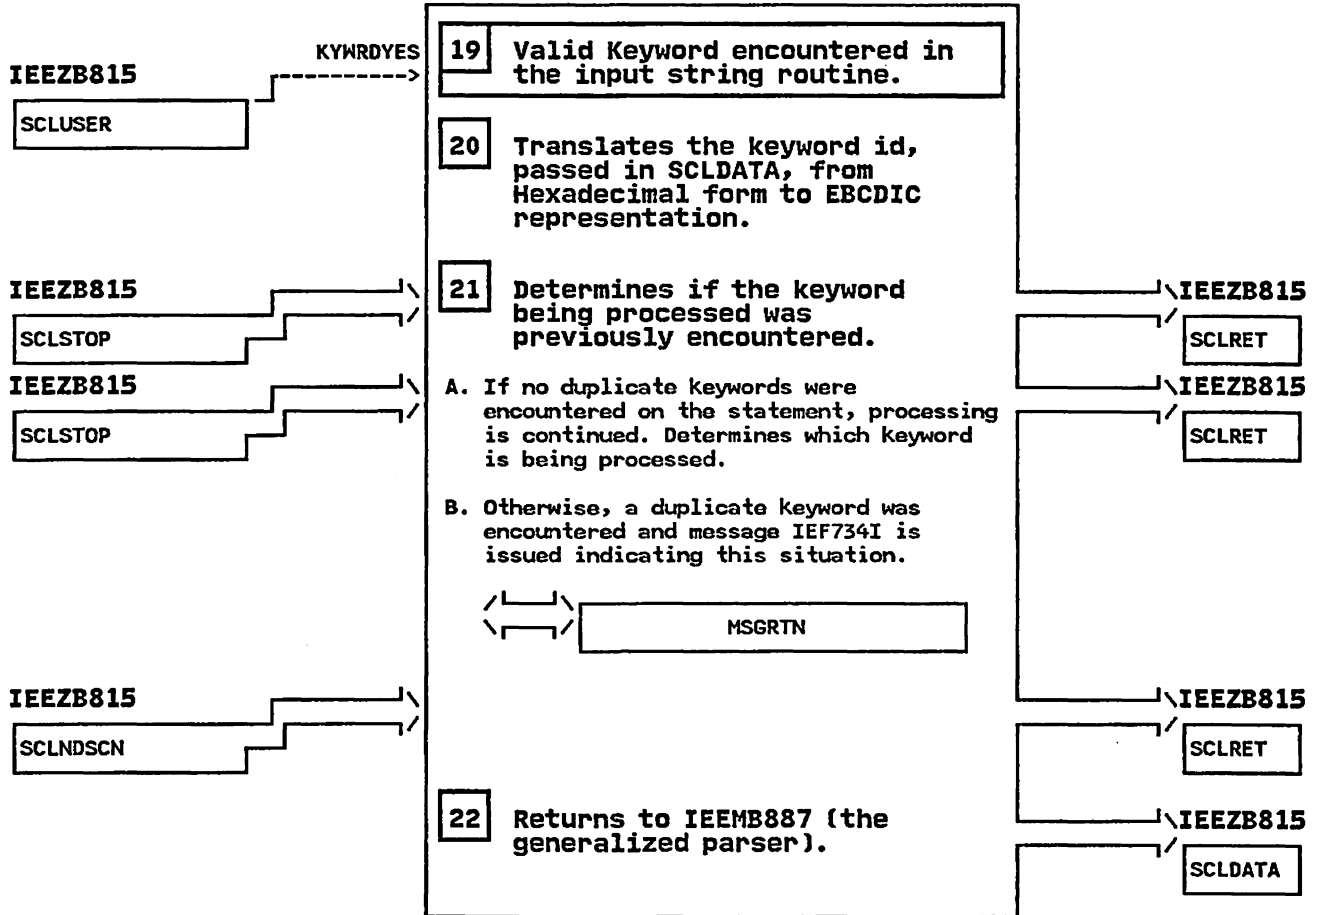 KYWRDYES
IEEZB815
SCLUSER
19 Valid Keyword encountered in
the input string routine.
20 Translates the keyword id,
passed in SCLDATA, from
Hexadecimal form to EBCDIC
representation.
IEEZB815
SCLSTOP
21 Determines if the keyword
being processed was
previously encountered.
IEEZB815
SCLRET
IEEZB815
SCLSTOP
A. If no duplicate keywords were
encountered on the statement, processing
is continued. Determines which keyword
is being processed.
IEEZB815
SCLRET
B. Otherwise, a duplicate keyword was
encountered and message IEF734I is
issued indicating this situation.
MSGRTN
IEEZB815
SCLNDSCN
IEEZB815
SCLRET
22 Returns to IEEMB887 (the
generalized parser).
IEEZB815
SCLDATA